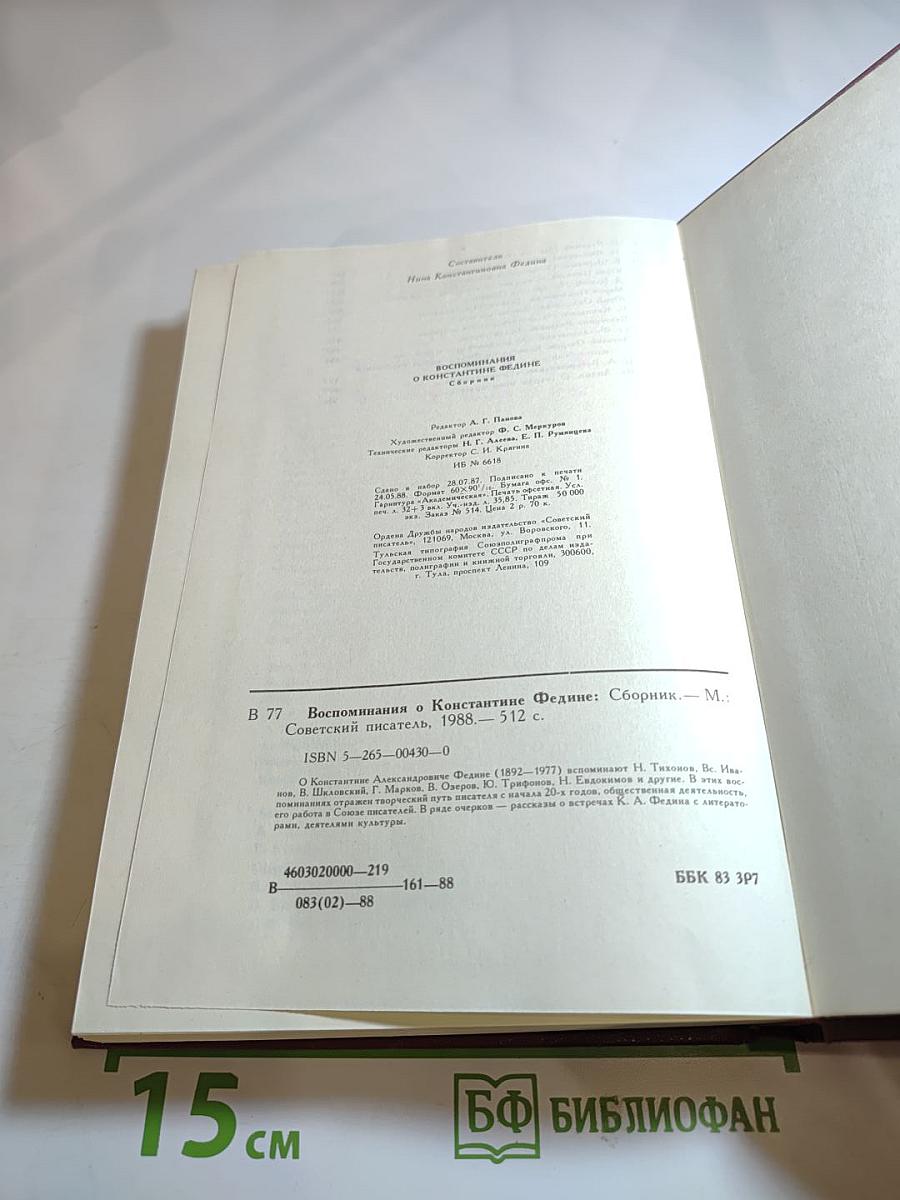 Составитель
Нина Константиновна Федина
ВОСПОМИНАНИЯ
О КОНСТАНТИНЕ ФЕДИНЕ
Сборник
Редактор А. Г. Панова
Художественный редактор Ф. С. Меркуров
Технические редакторы Н. Г. Алеева, Е. П. Румянцева
Корректор С. И. Крягина
ИБ № 6618
Сдано в набор 28.07.87. Подписано к печати
24.05.88. Формат 60×90¹/₁₆. Бумага офс. № 1.
Гарнитура «Академическая». Печать офсетная. Усл.
печ. л. 32+3 вкл. Уч.-изд. л. 35,85. Тираж 50 000
экз. Заказ № 514. Цена 2 р. 70 к.
Ордена Дружбы народов издательство «Советский
писатель», 121069, Москва, ул. Воровского, 11.
Тульская типография Союзполиграфпрома при
Государственном комитете СССР по делам изда-
тельств, полиграфии и книжной торговли, 300600,
г. Тула, проспект Ленина, 109
В 77 Воспоминания о Константине Федине: Сборник.— М.:
Советский писатель, 1988.— 512 с.
ISBN 5—265—00430—0
О Константине Александровиче Федине (1892—1977) вспоминают Н. Тихонов, Вс. Ива-
нов, В. Шкловский, Г. Марков, В. Озеров, Ю. Трифонов, Н. Евдокимов и другие. В этих вос-
поминаниях отражен творческий путь писателя с начала 20-х годов, общественная деятельность,
его работа в Союзе писателей. В ряде очерков — рассказы о встречах К. А. Федина с литерато-
рами, деятелями культуры.
4603020000—219
В—————161—88
083(02)—88
ББК 83 3Р7
15 см
БФ БИБЛИОФАН